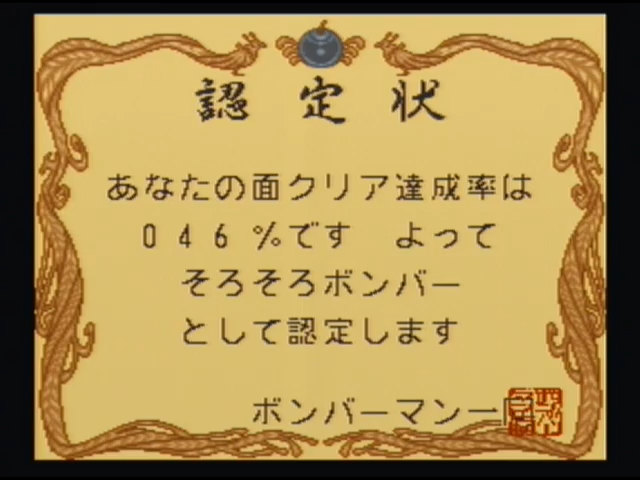 認定状
あなたの面クリア達成率は
046%です よって
そろそろボンバー
として認定します
ボンバーマン一同